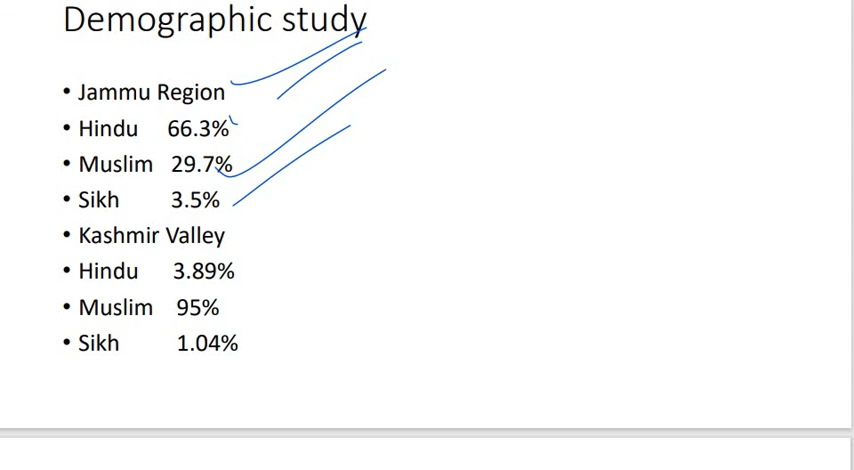 Demographic study
• Jammu Region
• Hindu 66.3%
• Muslim 29.7%
• Sikh 3.5%
• Kashmir Valley
• Hindu 3.89%
• Muslim 95%
• Sikh 1.04%